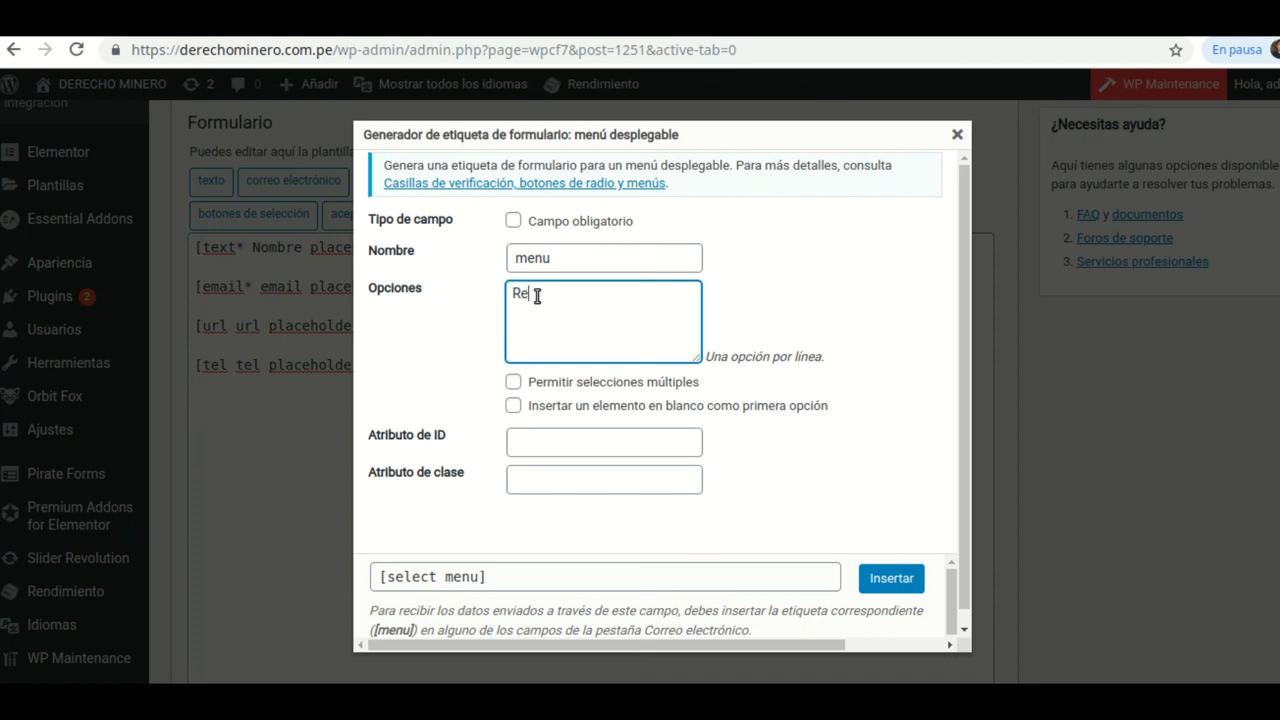 https://derechominero.com.pe/wp-admin/admin.php?page=wpcf7&post=1251&active-tab=0
En pausa
DERECHO MINERO
2
0
Añadir
Mostrar todos los idiomas
Rendimiento
WP Maintenance
Hola, ad
Integración
Elementor
Plantillas
Essential Addons
Apariencia
Plugins 2
Usuarios
Herramientas
Orbit Fox
Ajustes
Pirate Forms
Premium Addons
for Elementor
Slider Revolution
Rendimiento
Idiomas
WP Maintenance
Formulario
Puedes editar aquí la plantilla
texto
correo electrónico
botones de selección
acep
[text* Nombre place
[email* email place
[url url placeholde
[tel tel placeholde
Generador de etiqueta de formulario: menú desplegable
Genera una etiqueta de formulario para un menú desplegable. Para más detalles, consulta
Casillas de verificación, botones de radio y menús.
Tipo de campo
Campo obligatorio
Nombre
menu
Opciones
Re
Una opción por línea.
Permitir selecciones múltiples
Insertar un elemento en blanco como primera opción
Atributo de ID
Atributo de clase
[select menu]
Insertar
Para recibir los datos enviados a través de este campo, debes insertar la etiqueta correspondiente
([menu]) en alguno de los campos de la pestaña Correo electrónico.
¿Necesitas ayuda?
Aquí tienes algunas opciones disponible
para ayudarte a resolver tus problemas.
1. FAQ y documentos
2. Foros de soporte
3. Servicios profesionales